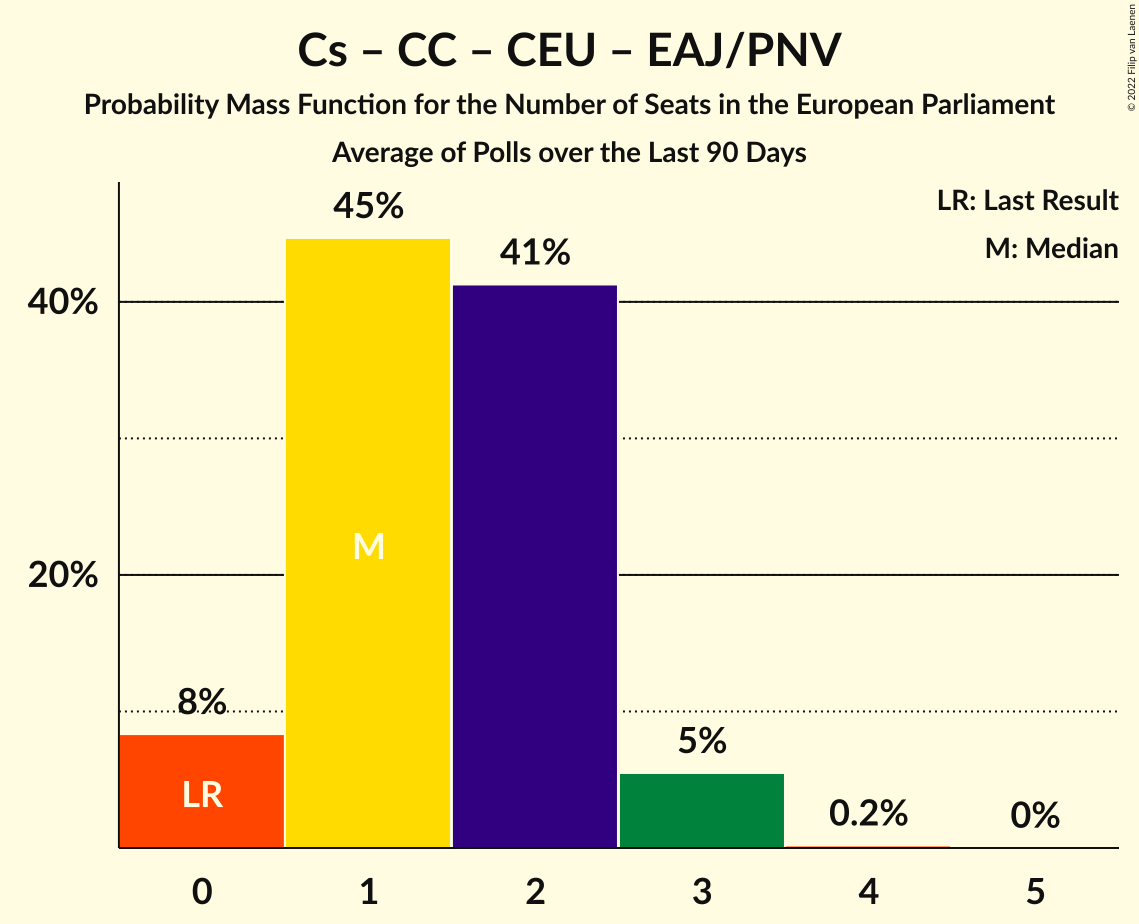 Cs – CC – CEU – EAJ/PNV
Probability Mass Function for the Number of Seats in the European Parliament
Average of Polls over the Last 90 Days
© 2022 Filip van Laenen
LR: Last Result
M: Median
45%
41%
40%
M
20%
8%
5%
LR
0.2%
0%
0 1 2 3 4 5